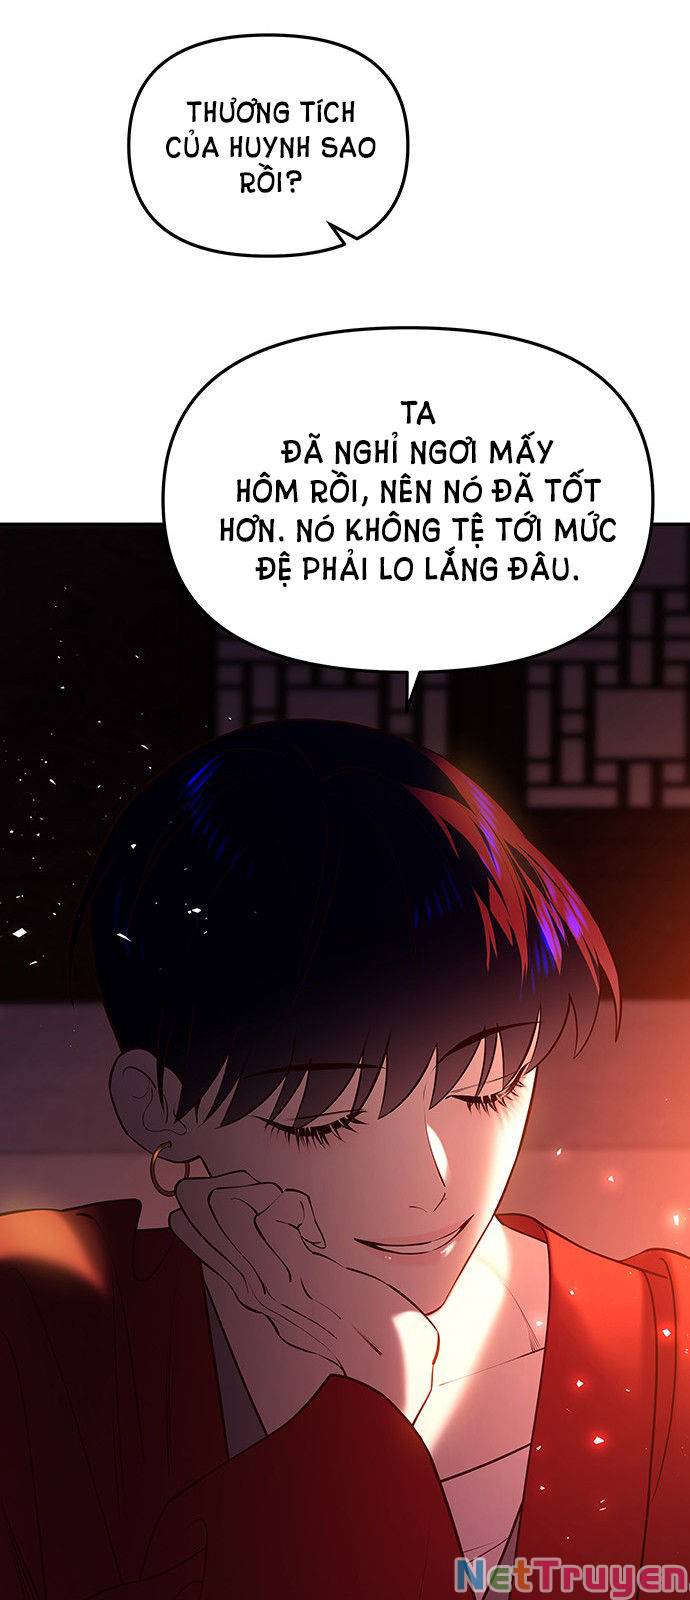 THƯƠNG TÍCH
CỦA HUYNH SAO
RỒI?
TA
ĐÃ NGHỈ NGƠI MẤY
HÔM RỒI, NÊN NÓ ĐÃ TỐT
HƠN. NÓ KHÔNG TỆ TỚI MỨC
ĐỆ PHẢI LO LẮNG ĐÂU.
NETTRUYEN